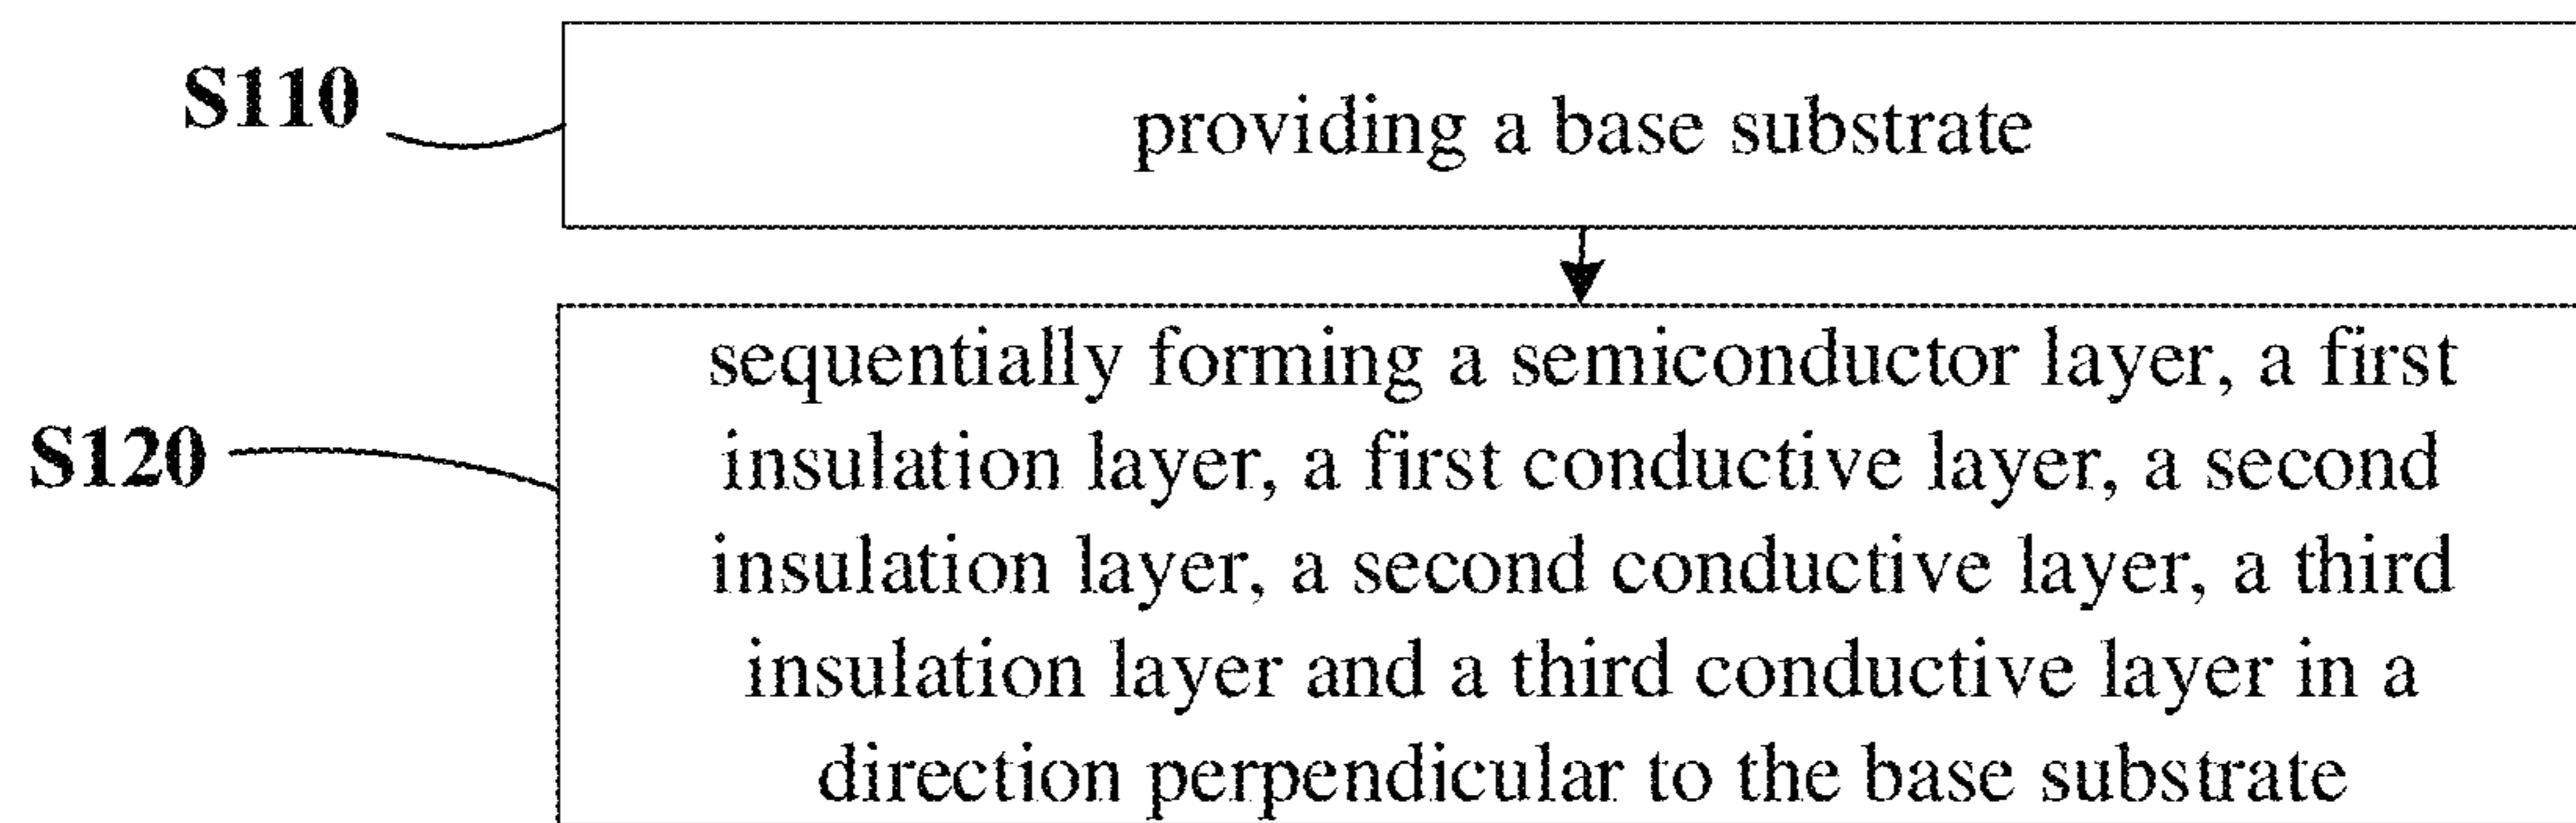 S110
providing a base substrate
S120
sequentially forming a semiconductor layer, a first
insulation layer, a first conductive layer, a second
insulation layer, a second conductive layer, a third
insulation layer and a third conductive layer in a
direction perpendicular to the base substrate